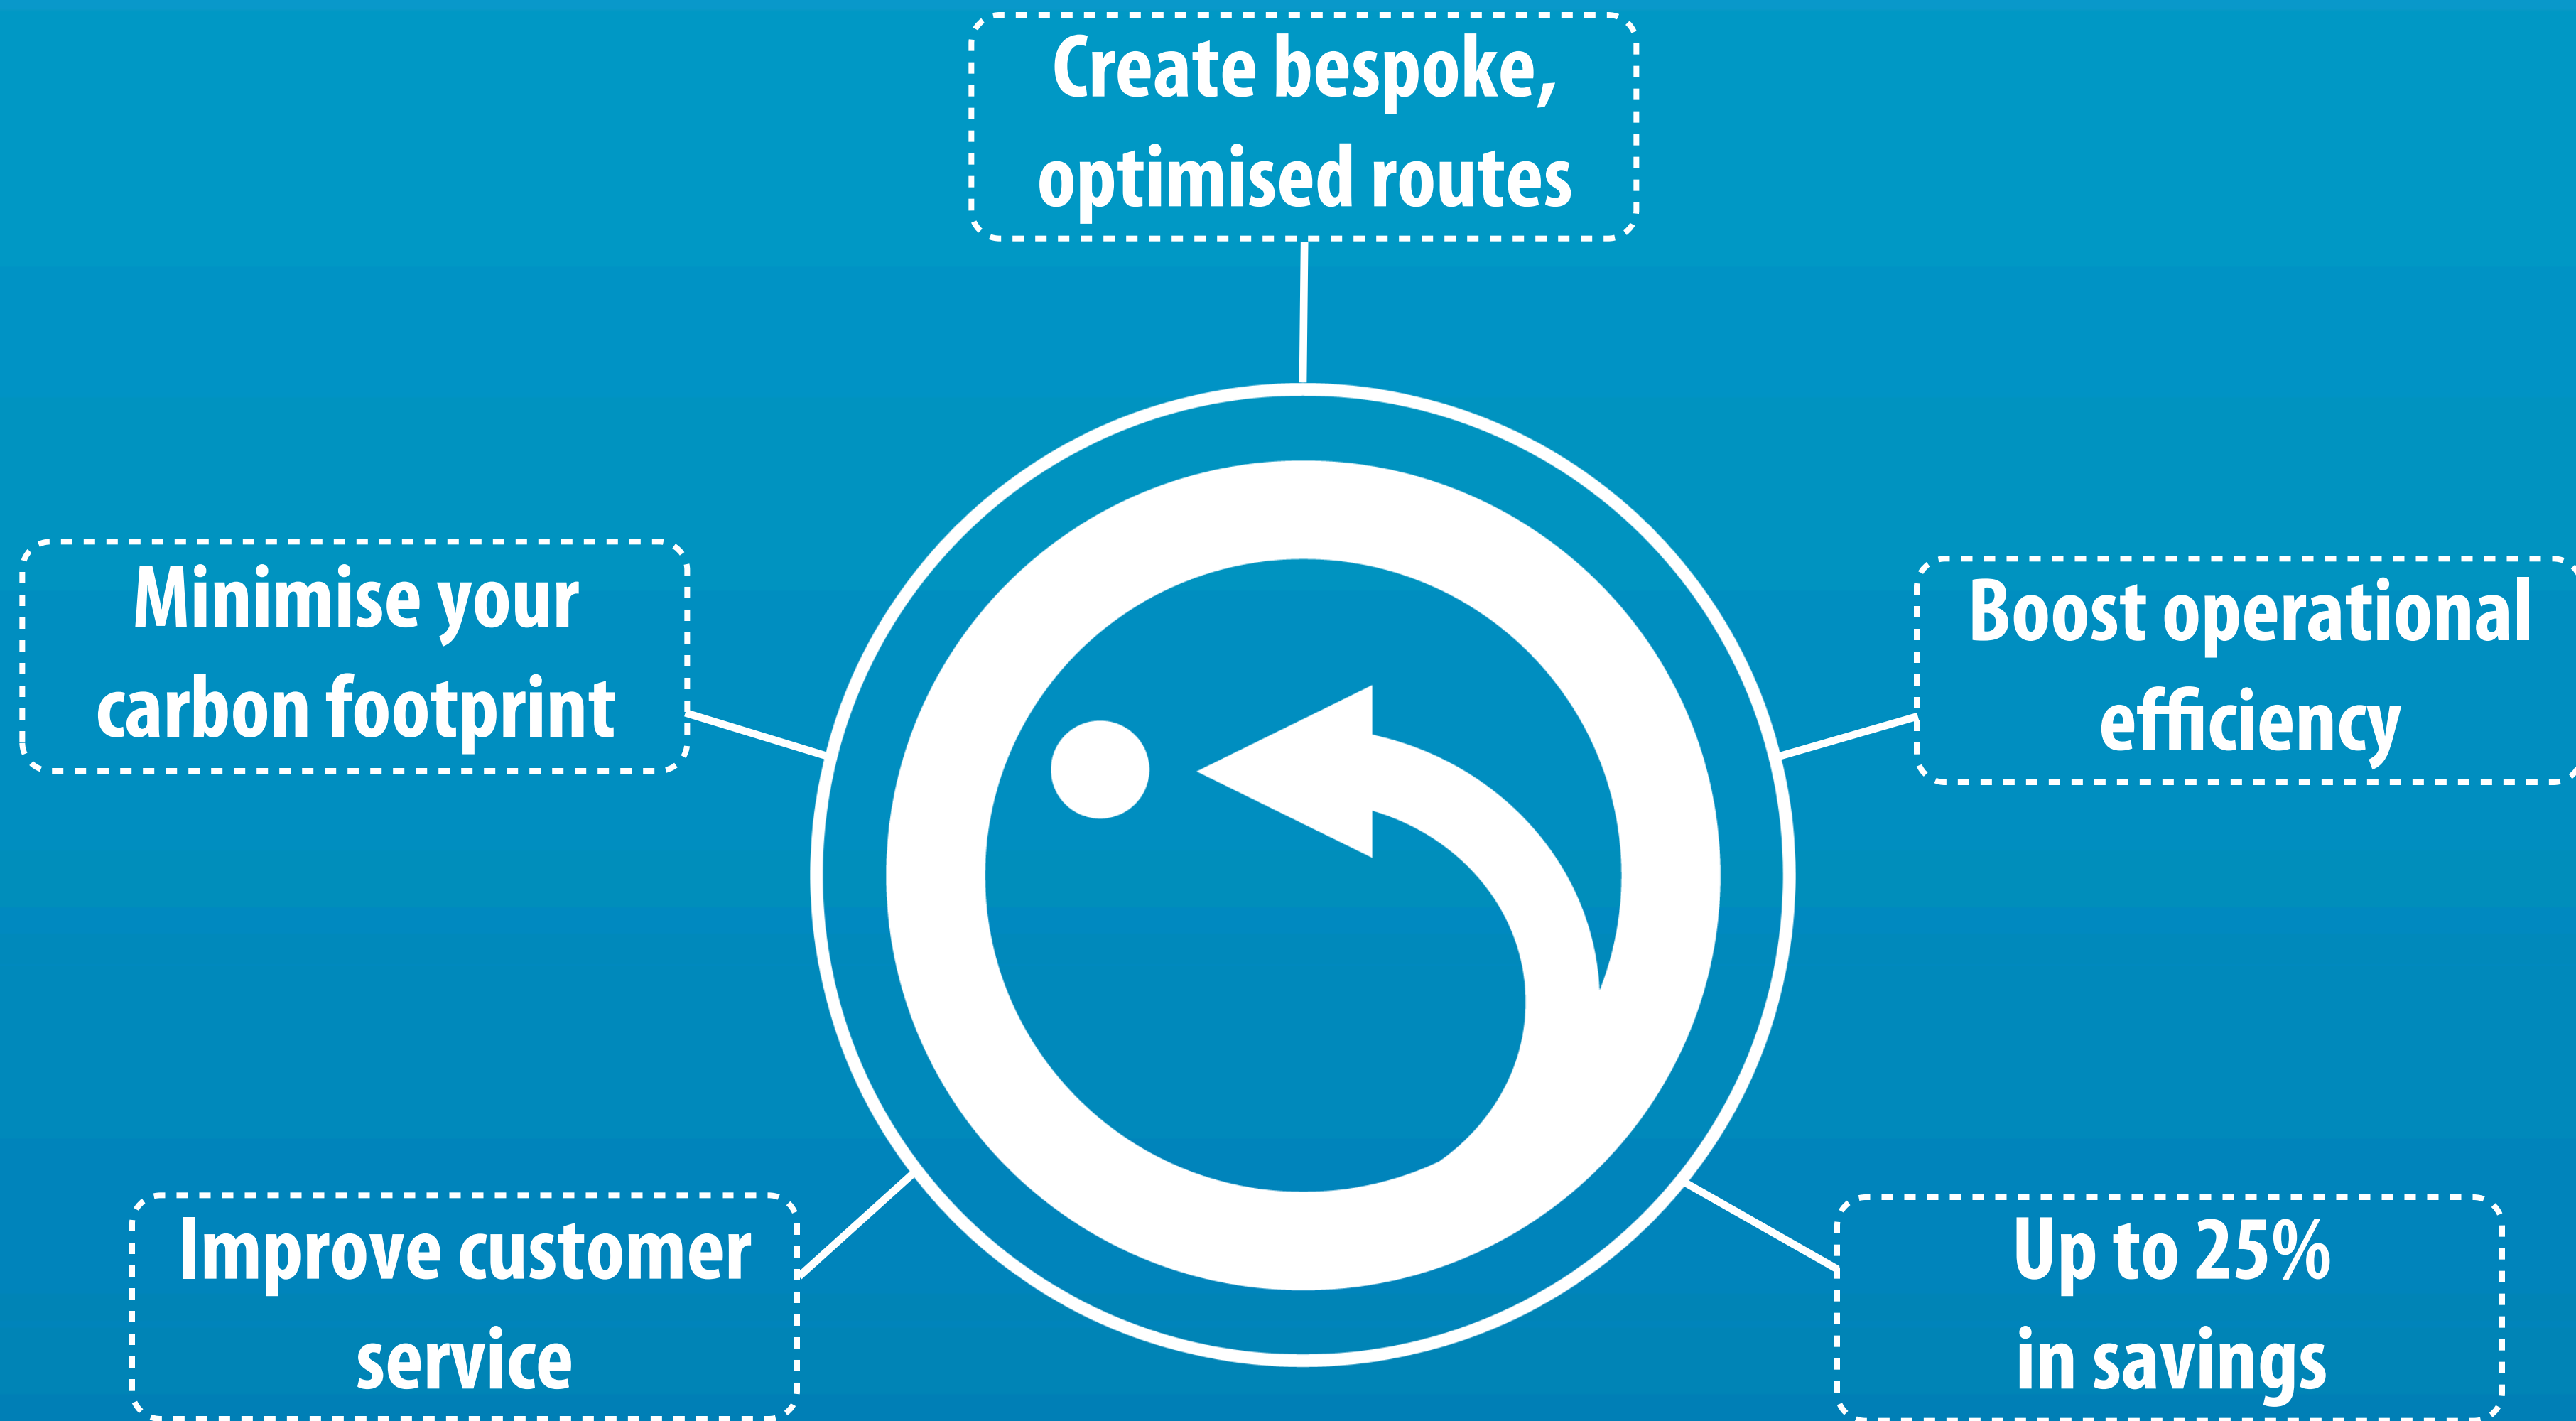 Create bespoke,
optimised routes
Minimise your
carbon footprint
Boost operational
efficiency
Improve customer
service
Up to 25%
in savings